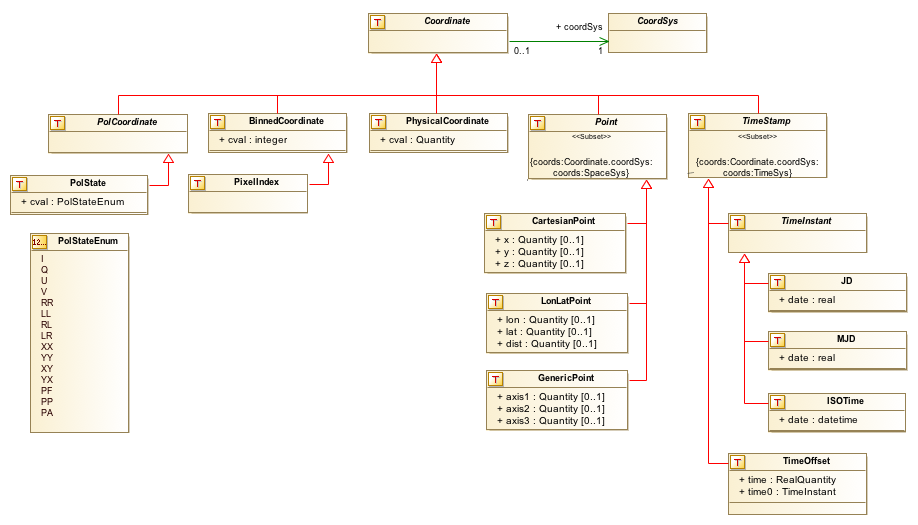 Coordinate
CoordSys
+ coordSys
0..1
1
PolCoordinate
BinnedCoordinate
+ cval : integer
PhysicalCoordinate
+ cval : Quantity
Point
<<Subset>>
{coords:Coordinate.coordSys:
coords:SpaceSys}
TimeStamp
<<Subset>>
{coords:Coordinate.coordSys:
coords:TimeSys}
PolState
+ cval : PolStateEnum
PixelIndex
12...
PolStateEnum
I
Q
U
V
RR
LL
RL
LR
XX
YY
XY
YX
PF
PP
PA
CartesianPoint
+ x : Quantity [0..1]
+ y : Quantity [0..1]
+ z : Quantity [0..1]
LonLatPoint
+ lon : Quantity [0..1]
+ lat : Quantity [0..1]
+ dist : Quantity [0..1]
GenericPoint
+ axis1 : Quantity [0..1]
+ axis2 : Quantity [0..1]
+ axis3 : Quantity [0..1]
TimeInstant
JD
+ date : real
MJD
+ date : real
ISOTime
+ date : datetime
TimeOffset
+ time : RealQuantity
+ time0 : TimeInstant